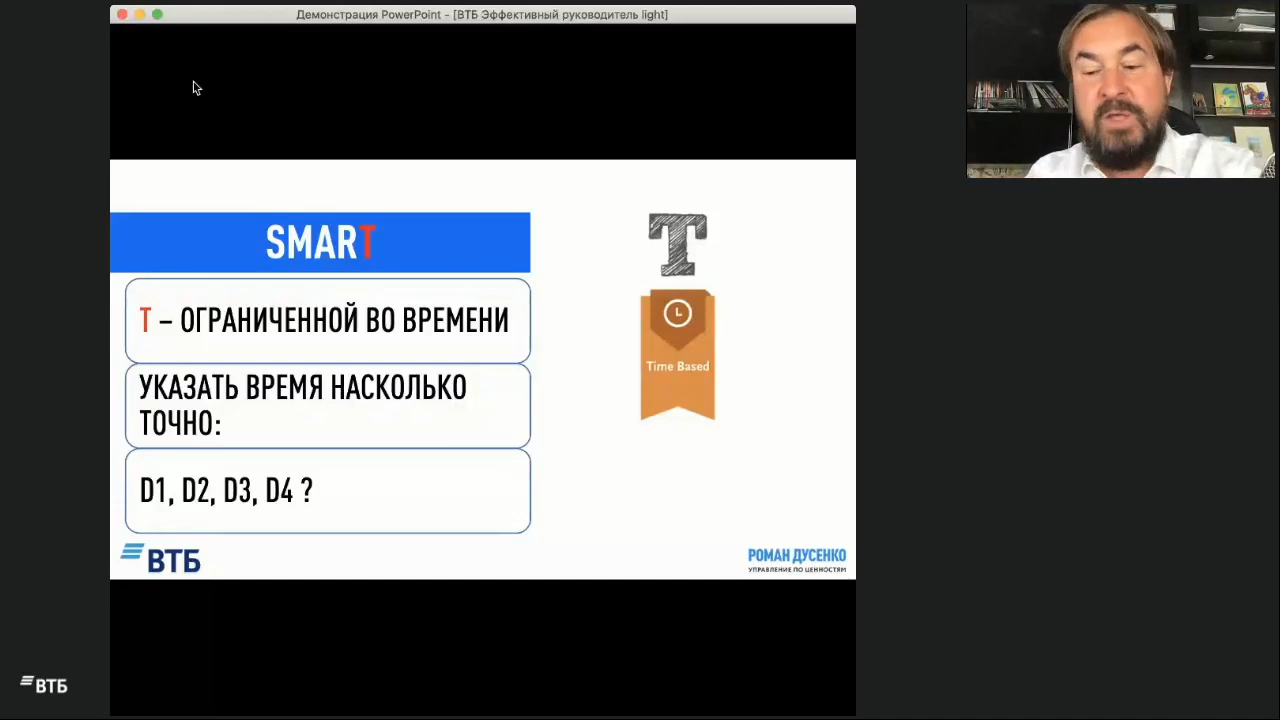 Демонстрация PowerPoint - [ВТБ Эффективный руководитель light]
SMART
T
T – ОГРАНИЧЕННОЙ ВО ВРЕМЕНИ
Time Based
УКАЗАТЬ ВРЕМЯ НАСКОЛЬКО
ТОЧНО:
D1, D2, D3, D4 ?
ВТБ
РОМАН ДУСЕНКО
УПРАВЛЕНИЕ ПО ЦЕННОСТЯМ
ВТБ